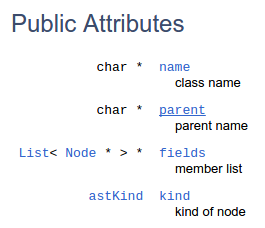 Public Attributes
char * name
class name
char * parent
parent name
List< Node * > * fields
member list
astKind kind
kind of node